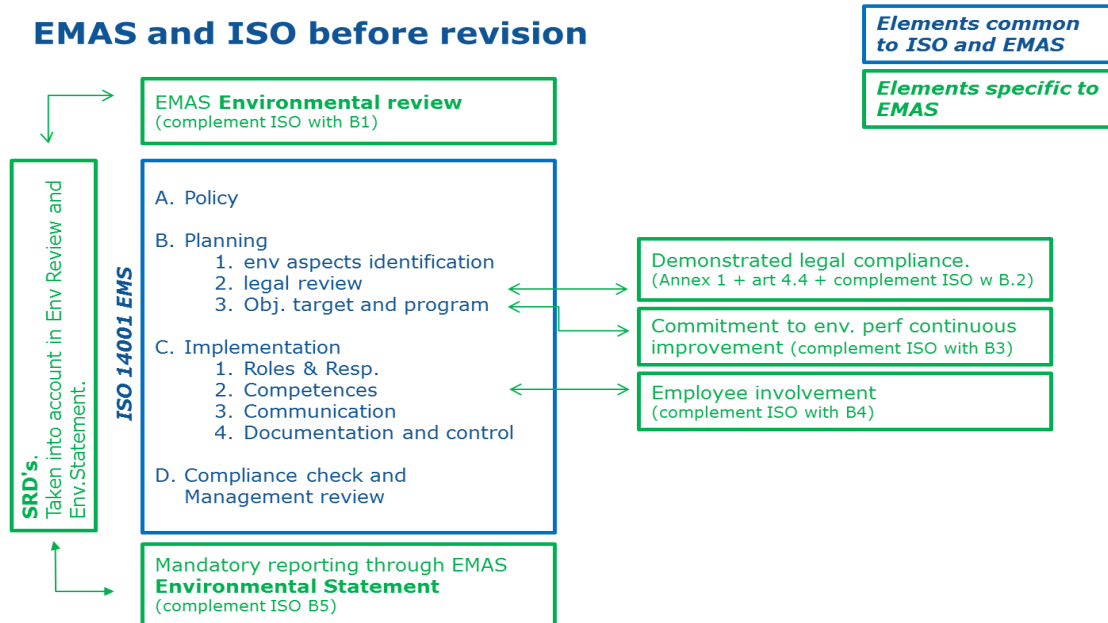 EMAS and ISO before revision
Elements common
to ISO and EMAS
Elements specific to
EMAS
EMAS Environmental review
(complement ISO with B1)
SRD's.
Taken into account in Env Review and
Env.Statement.
ISO 14001 EMS
A. Policy
B. Planning
1. env aspects identification
2. legal review
3. Obj. target and program
C. Implementation
1. Roles & Resp.
2. Competences
3. Communication
4. Documentation and control
D. Compliance check and
Management review
Demonstrated legal compliance.
(Annex 1 + art 4.4 + complement ISO w B.2)
Commitment to env. perf continuous
improvement (complement ISO with B3)
Employee involvement
(complement ISO with B4)
Mandatory reporting through EMAS
Environmental Statement
(complement ISO B5)